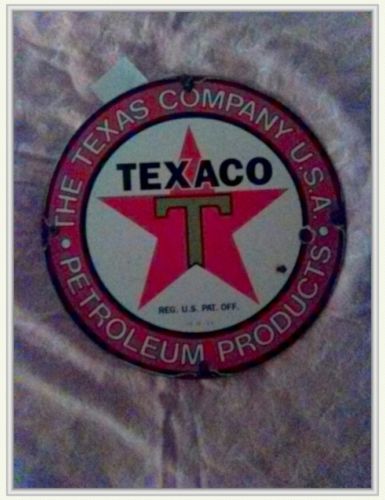 THE TEXAS COMPANY U.S.A.
TEXACO
T
REG. U.S. PAT. OFF.
PETROLEUM PRODUCTS